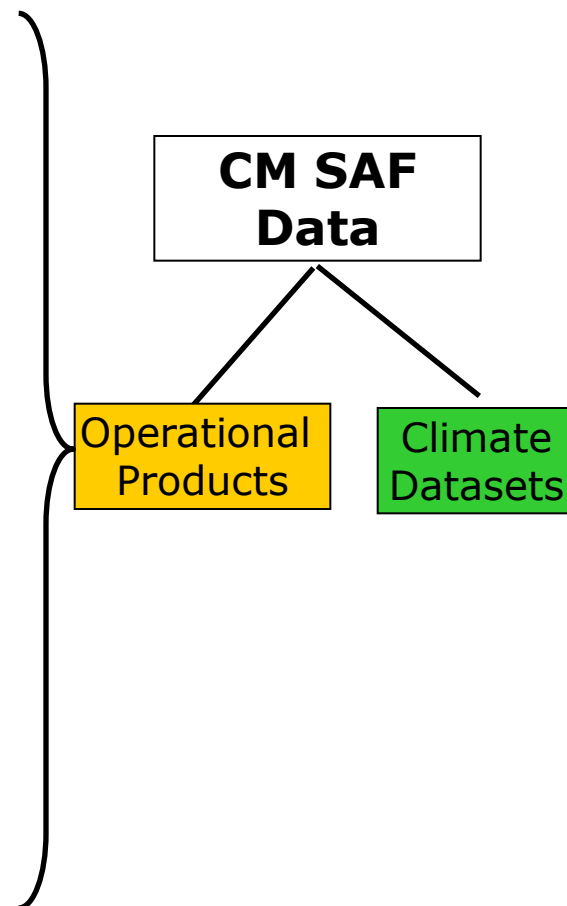 CM SAF
Data
Operational
Products
Climate
Datasets